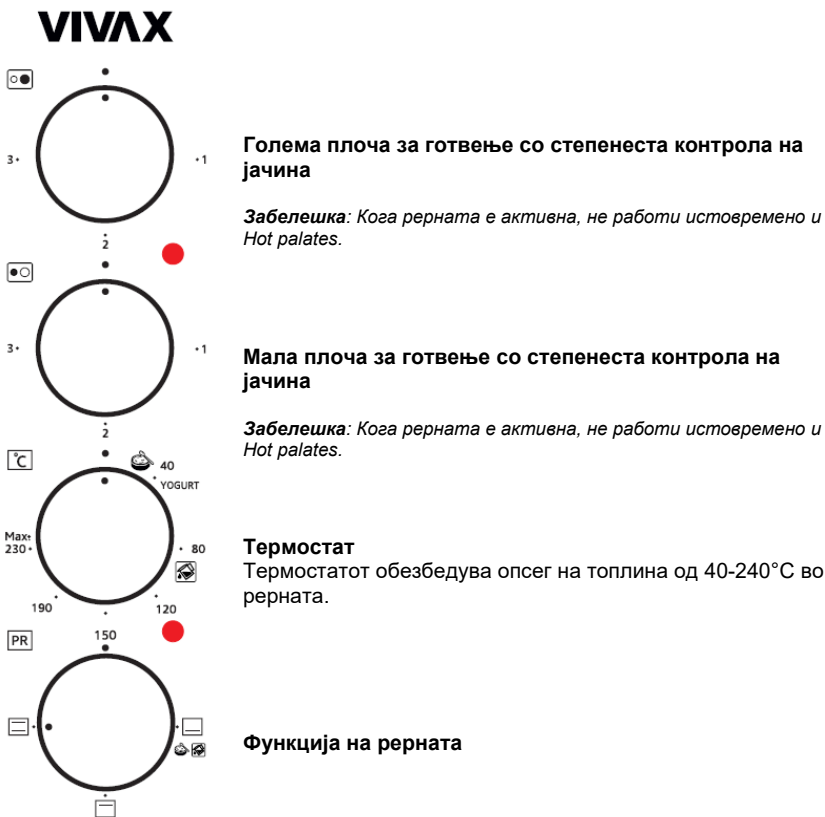 VIVAX
3
1
Голема плоча за готвење со степенеста контрола на
јачина
Забелешка: Кога рерната е активна, не работи истовремено и
Hot palates.
2
3
1
Мала плоча за готвење со степенеста контрола на
јачина
Забелешка: Кога рерната е активна, не работи истовремено и
Hot palates.
2
°C
40
YOGURT
Max
230
80
Термостат
Термостатот обезбедува опсег на топлина од 40-240°C во
рерната.
190
120
150
PR
Функција на рерната